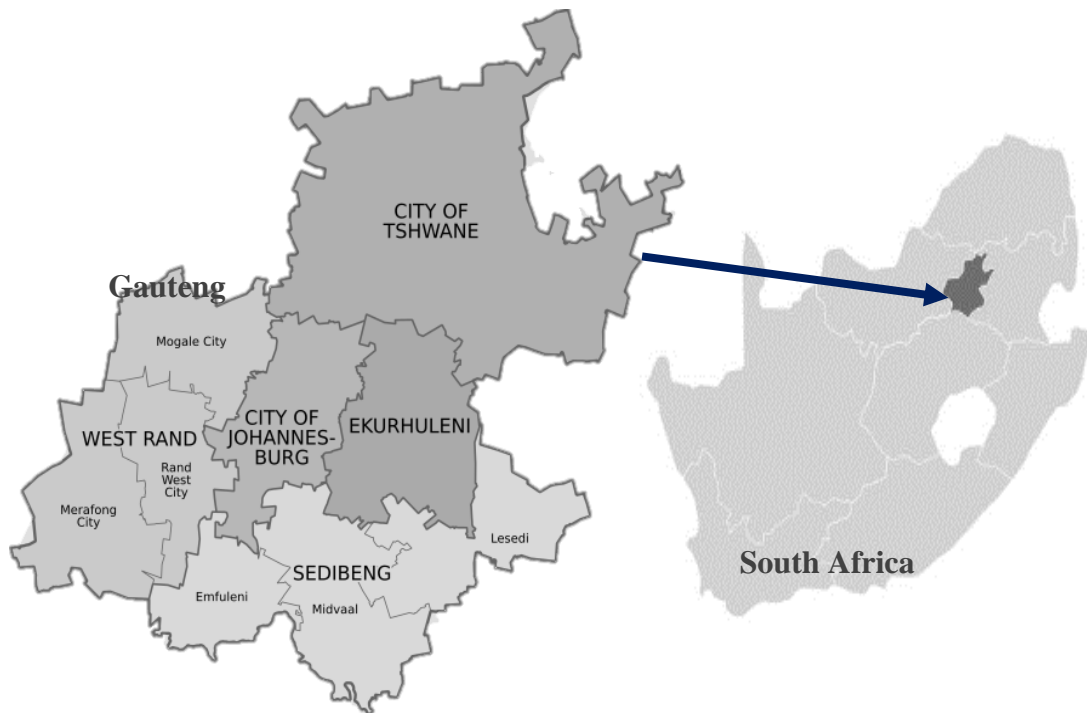 CITY OF
TSHWANE
Gauteng
Mogale City
CITY OF
JOHANNES-
BURG
EKURHULENI
WEST RAND
Rand
West
City
Merafong
City
Lesedi
SEDIBENG
Emfuleni
Midvaal
South Africa